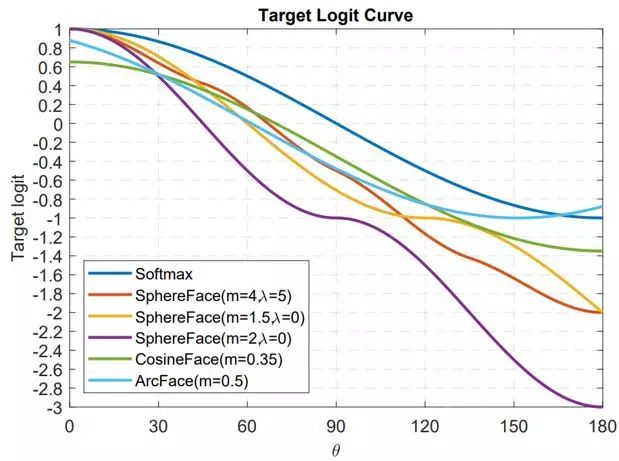 Target Logit Curve
Target logit
1
0.8
0.6
0.4
0.2
0
-0.2
-0.4
-0.6
-0.8
-1
-1.2
-1.4
-1.6
-1.8
-2
-2.2
-2.4
-2.6
-2.8
-3
Softmax
SphereFace(m=4,λ=5)
SphereFace(m=1.5,λ=0)
SphereFace(m=2,λ=0)
CosineFace(m=0.35)
ArcFace(m=0.5)
0 30 60 90 120 150 180
θ